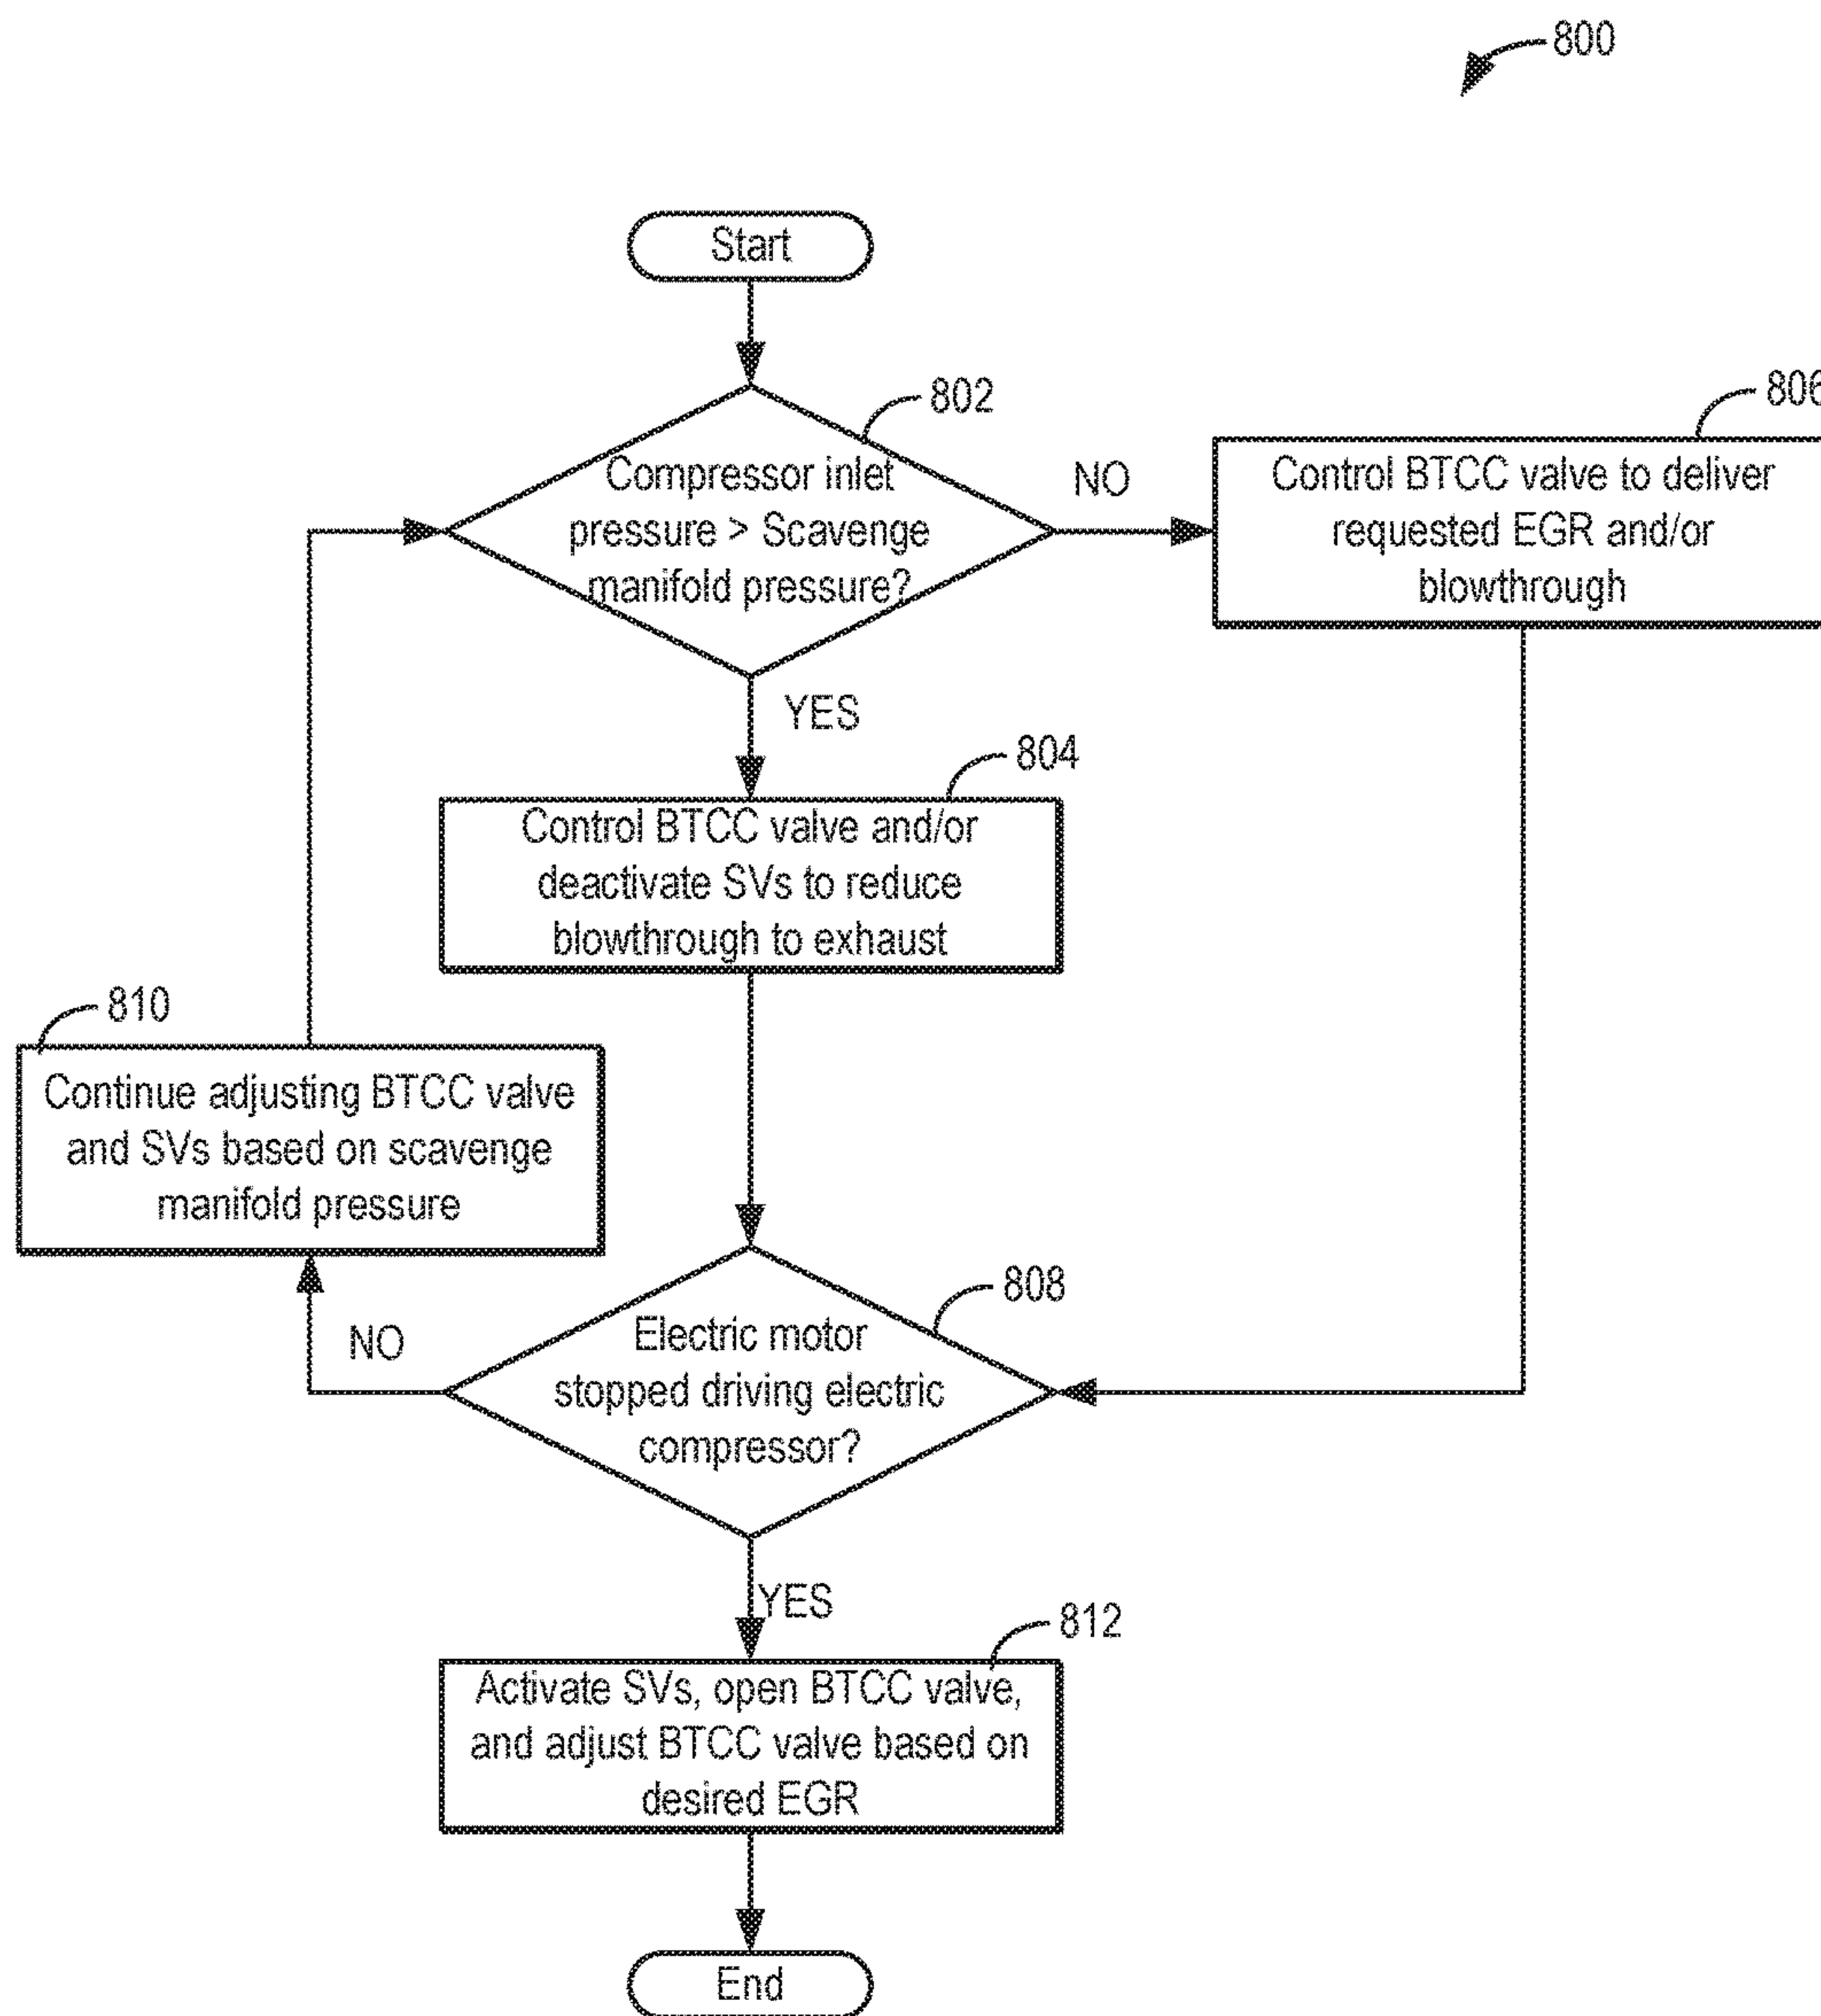 800
Start
802
Compressor inlet
pressure > Scavenge
manifold pressure?
NO
806
Control BTCC valve to deliver
requested EGR and/or
blowthrough
YES
804
Control BTCC valve and/or
deactivate SVs to reduce
blowthrough to exhaust
810
Continue adjusting BTCC valve
and SVs based on scavenge
manifold pressure
808
Electric motor
stopped driving electric
compressor?
NO
YES
812
Activate SVs, open BTCC valve,
and adjust BTCC valve based on
desired EGR
End